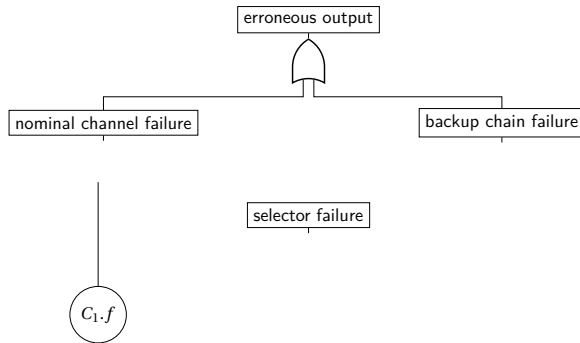 erroneous output
nominal channel failure
backup chain failure
selector failure
C₁.f